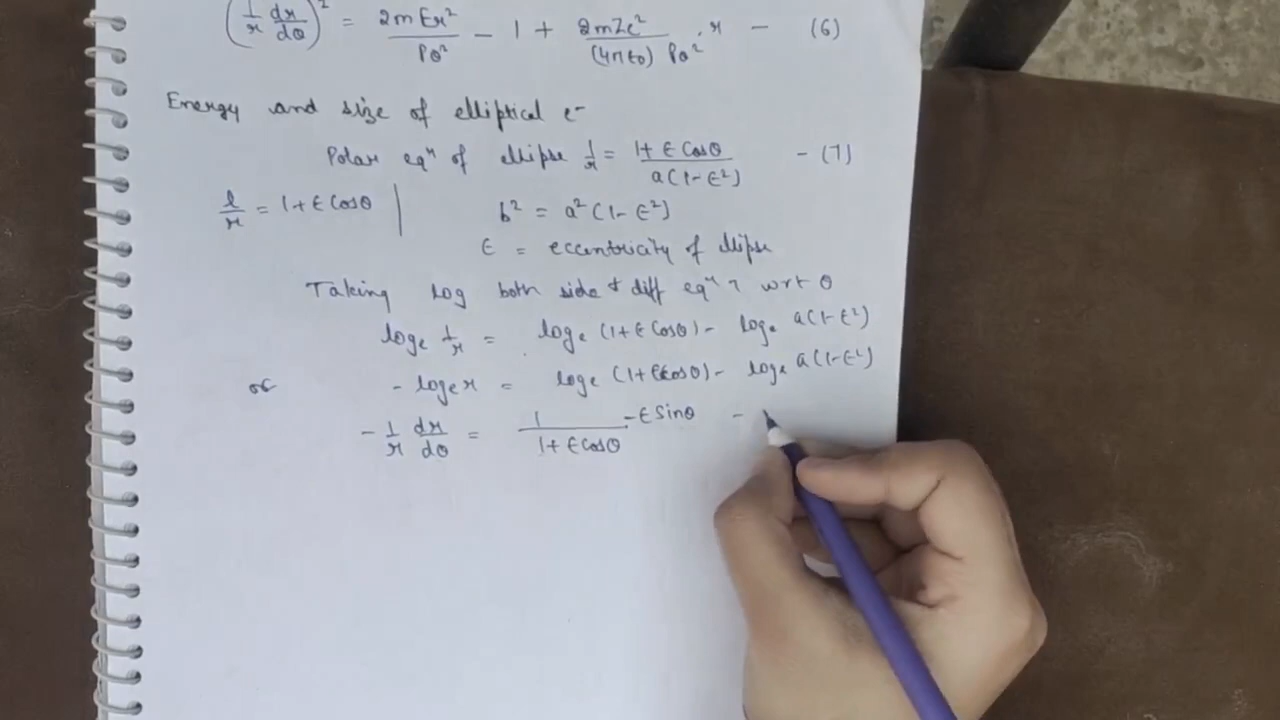 (1/r dr/dθ)² = 2mEr²/Pθ² - 1 + 2mZe²/(4πε0) Pθ² · r - (6)
Energy and size of elliptical e⁻
Polar eqⁿ of ellipse 1/r = 1+ ϵ Cosθ / a(1-ϵ²) - (7)
l/r = 1+ϵ Cosθ | b² = a² (1- ϵ²)
ϵ = eccentricity of ellipse
Taking log both side & diff eqⁿ 7 wrt θ
logₑ 1/r = logₑ (1+ϵ Cosθ) - logₑ a(1-ϵ²)
or - logₑ r = logₑ (1+ϵCosθ) - logₑ a(1-ϵ²)
- 1/r dr/dθ = 1/1+ ϵCosθ · -ϵ Sinθ -